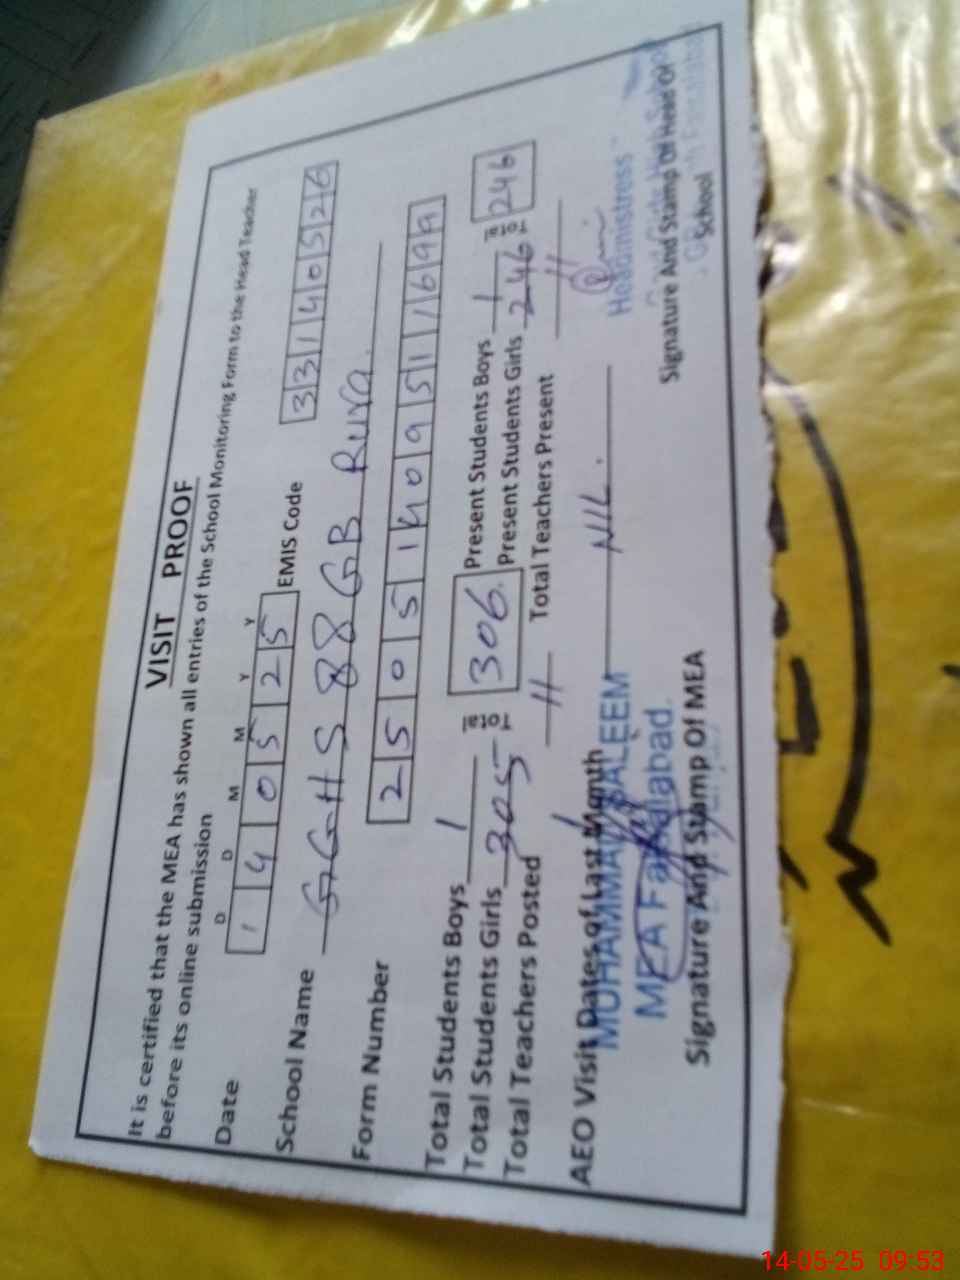 VISIT PROOF
It is certified that the MEA has shown all entries of the School Monitoring Form to the Head Teacher
before its online submission
D D M M Y Y
Date 1 4 0 5 2 5 EMIS Code 3 3 1 4 0 5 2 6
School Name GGHS 88 GB Rura.
Form Number 2 5 0 5 1 4 0 9 5 1 1 6 9 9
Total Students Boys / Total 306. Present Students Boys / Total 246
Total Students Girls 305 Present Students Girls 246
Total Teachers Posted 11 Total Teachers Present 11
AEO Visit Dates of Last Month / NIL.
MUHAMMAD SALEEM
MEA Faisalabad.
Signature And Stamp Of MEA
Headmistress
Signature And Stamp Of Head Of
School
14-05-25 09:53